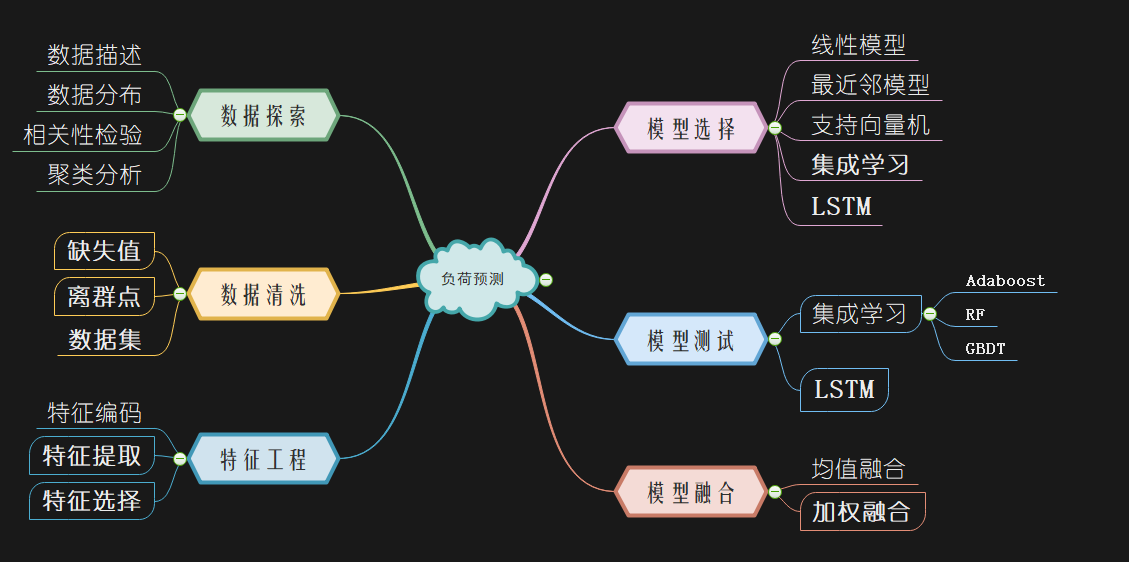 数据描述
数据分布
相关性检验
聚类分析
数据探索
缺失值
离群点
数据集
数据清洗
特征编码
特征提取
特征选择
特征工程
负荷预测
模型选择
线性模型
最近邻模型
支持向量机
集成学习
LSTM
模型测试
集成学习
Adaboost
RF
GBDT
LSTM
模型融合
均值融合
加权融合